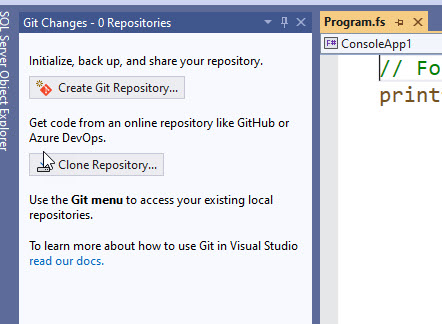 SQL Server Object Explorer
Git Changes - 0 Repositories
Initialize, back up, and share your repository.
Create Git Repository...
Get code from an online repository like GitHub or
Azure DevOps.
Clone Repository...
Use the Git menu to access your existing local
repositories.
To learn more about how to use Git in Visual Studio
read our docs.
Program.fs
F# ConsoleApp1
// Fo
print